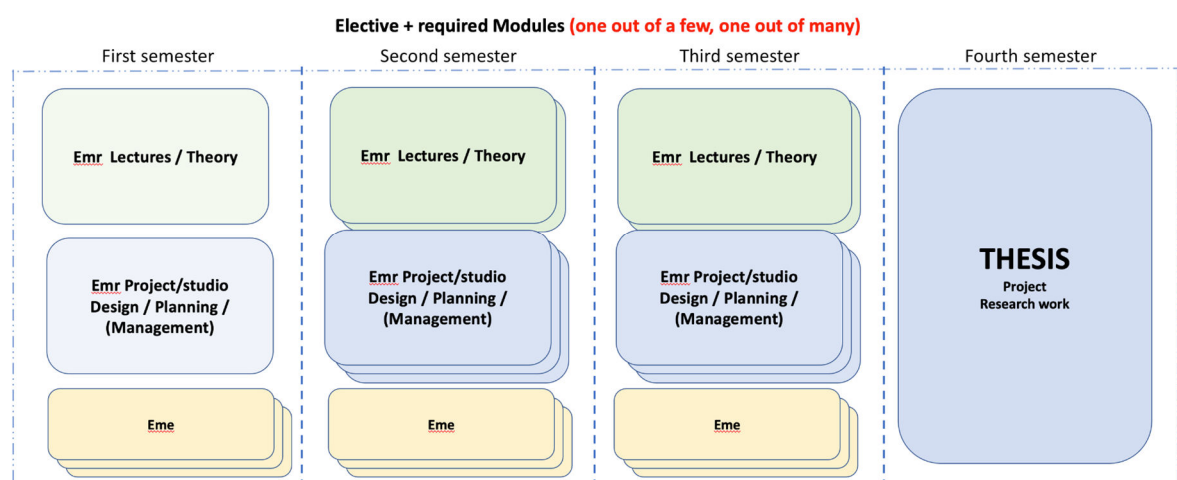 Elective + required Modules (one out of a few, one out of many)
First semester
Second semester
Third semester
Fourth semester
Emr Lectures / Theory
Emr Lectures / Theory
Emr Lectures / Theory
THESIS
Project
Research work
Emr Project/studio
Design / Planning /
(Management)
Emr Project/studio
Design / Planning /
(Management)
Emr Project/studio
Design / Planning /
(Management)
Eme
Eme
Eme